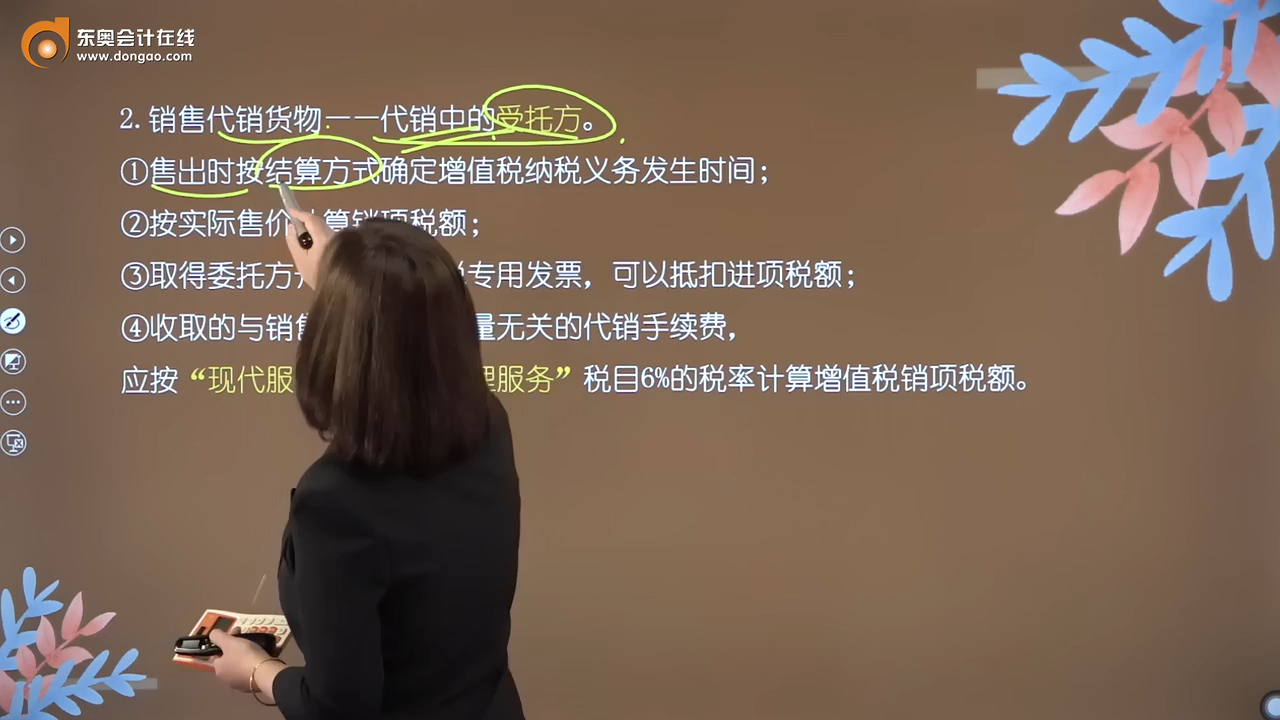 东奥会计在线
www.dongao.com
2.销售代销货物——代销中的受托方。
①售出时按结算方式确定增值税纳税义务发生时间；
②按实际售价 算销项税额；
③取得委托方 专用发票，可以抵扣进项税额；
④收取的与销售 量无关的代销手续费，
应按“现代服 理服务”税目6%的税率计算增值税销项税额。